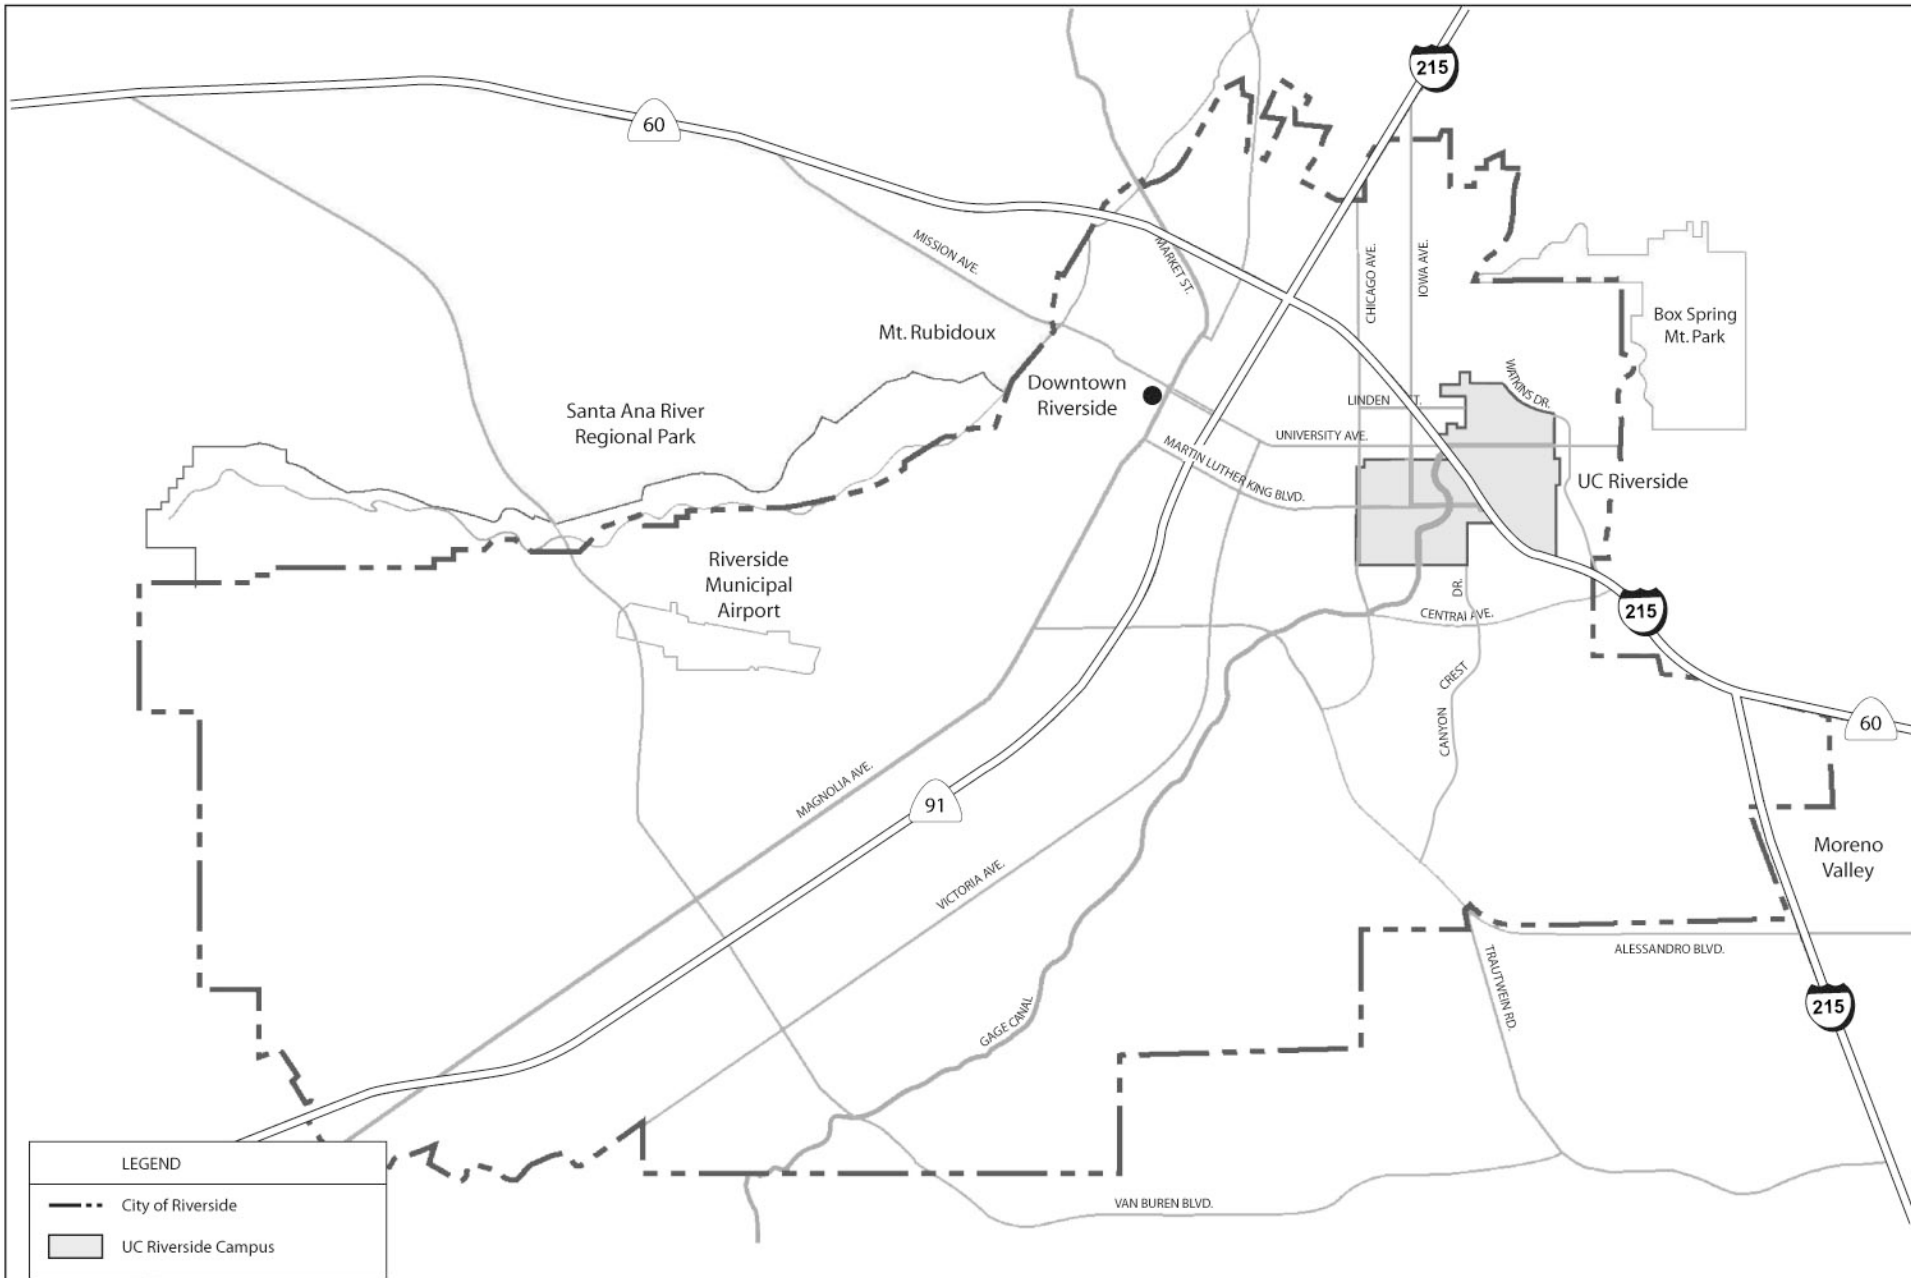 215
60
MISSION AVE.
MARKET ST.
CHICAGO AVE.
IOWA AVE.
Box Spring
Mt. Park
Mt. Rubidoux
Downtown
Riverside
WATKINS DR.
LINDEN T.
Santa Ana River
Regional Park
UNIVERSITY AVE.
MARTIN LUTHER KING BLVD.
UC Riverside
Riverside
Municipal
Airport
DR.
CENTRAL AVE.
215
CREST
CANYON
60
MAGNOLIA AVE.
91
VICTORIA AVE.
Moreno
Valley
ALESSANDRO BLVD.
TRAUTWEIN RD.
215
GAGE CANAL
VAN BUREN BLVD.
LEGEND
City of Riverside
UC Riverside Campus